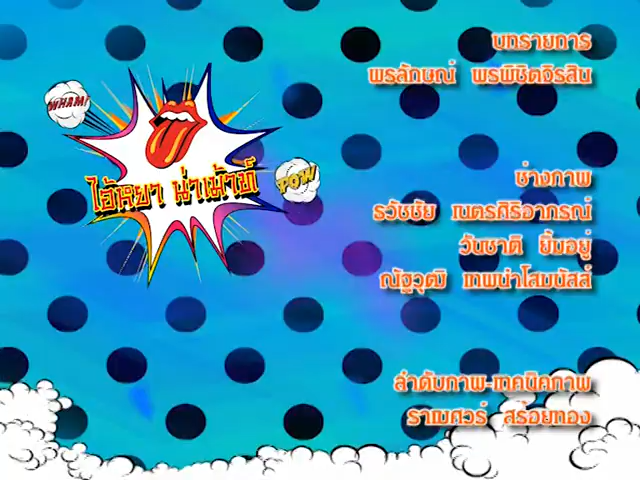 WHAM!
ไอ้หยา น่าเม้าท์
POW
บทรายการ
พรลักษณ์ พรพิชิตจิรสิน
ช่างภาพ
ธวัชชัย เนตรศิริอาภรณ์
วันชาติ ยิ้มอยู่
ณัฐวุฒิ เทพนำโสมนัสส์
ลำดับภาพ-เทคนิคภาพ
ราเมศวร์ สร้อยทอง